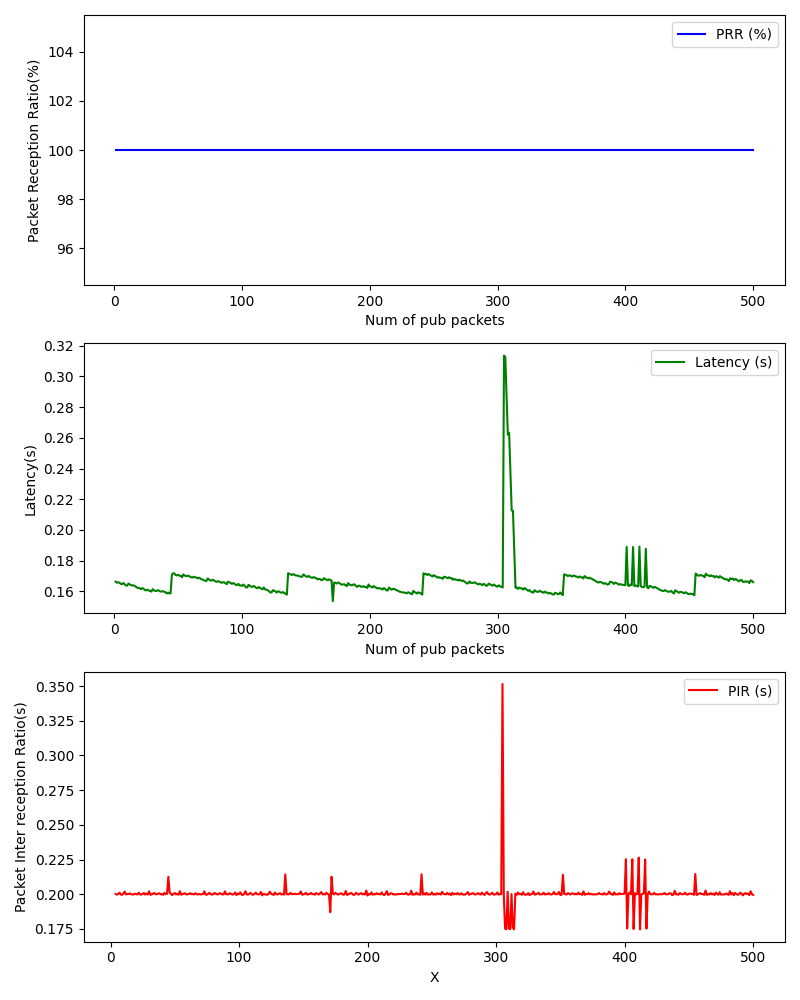 PRR (%)
104
102
100
98
96
Packet Reception Ratio(%)
0 100 200 300 400 500
Num of pub packets
Latency (s)
0.32
0.30
0.28
0.26
0.24
0.22
0.20
0.18
0.16
Latency(s)
0 100 200 300 400 500
Num of pub packets
PIR (s)
0.350
0.325
0.300
0.275
0.250
0.225
0.200
0.175
Packet Inter reception Ratio(s)
0 100 200 300 400 500
X